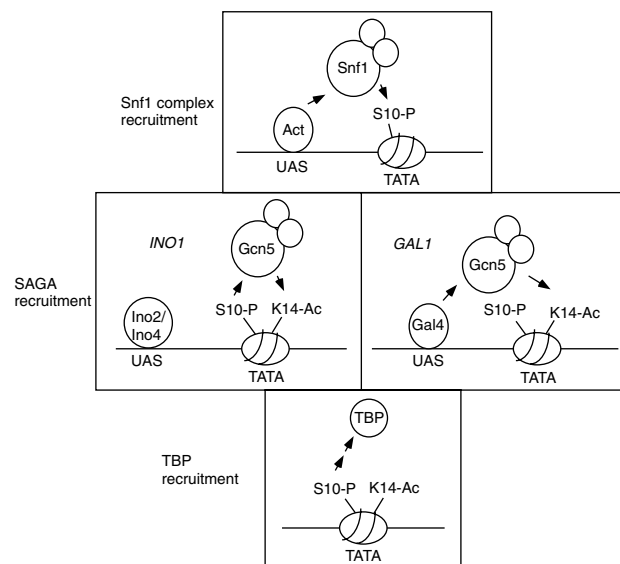 Snf1 complex
recruitment
Snf1
S10-P
Act
UAS
TATA
SAGA
recruitment
INO1
Gcn5
S10-P K14-Ac
Ino2/
Ino4
UAS
TATA
GAL1
Gcn5
S10-P K14-Ac
Gal4
UAS
TATA
TBP
recruitment
TBP
S10-P K14-Ac
TATA